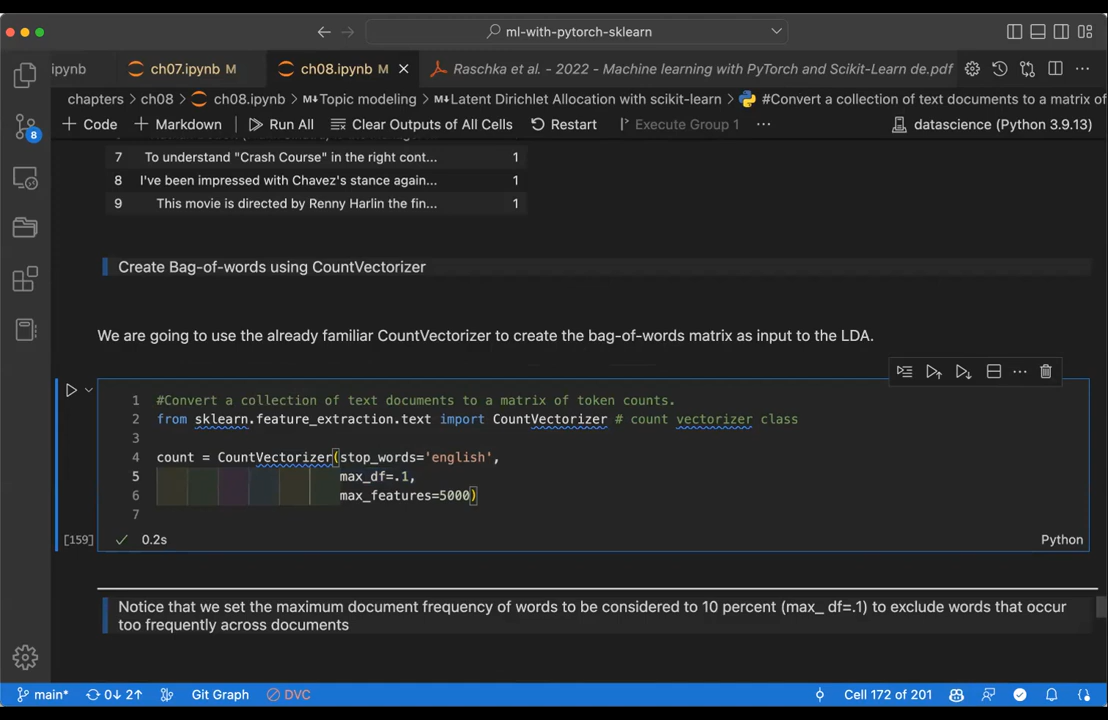 ml-with-pytorch-sklearn
ipynb
ch07.ipynb M
ch08.ipynb M
Raschka et al. - 2022 - Machine learning with PyTorch and Scikit-Learn de.pdf
chapters > ch08 > ch08.ipynb > M↓Topic modeling > M↓Latent Dirichlet Allocation with scikit-learn > #Convert a collection of text documents to a matrix of
+ Code + Markdown Run All Clear Outputs of All Cells Restart Execute Group 1 ... datascience (Python 3.9.13)
8
7 To understand "Crash Course" in the right cont... 1
8 I've been impressed with Chavez's stance again... 1
9 This movie is directed by Renny Harlin the fin... 1
Create Bag-of-words using CountVectorizer
We are going to use the already familiar CountVectorizer to create the bag-of-words matrix as input to the LDA.
1 #Convert a collection of text documents to a matrix of token counts.
2 from sklearn.feature_extraction.text import CountVectorizer # count vectorizer class
3
4 count = CountVectorizer(stop_words='english',
5 max_df=.1,
6 max_features=5000)
7
[159] ✓ 0.2s Python
Notice that we set the maximum document frequency of words to be considered to 10 percent (max_ df=.1) to exclude words that occur
too frequently across documents
main* 0↓ 2↑ Git Graph DVC Cell 172 of 201